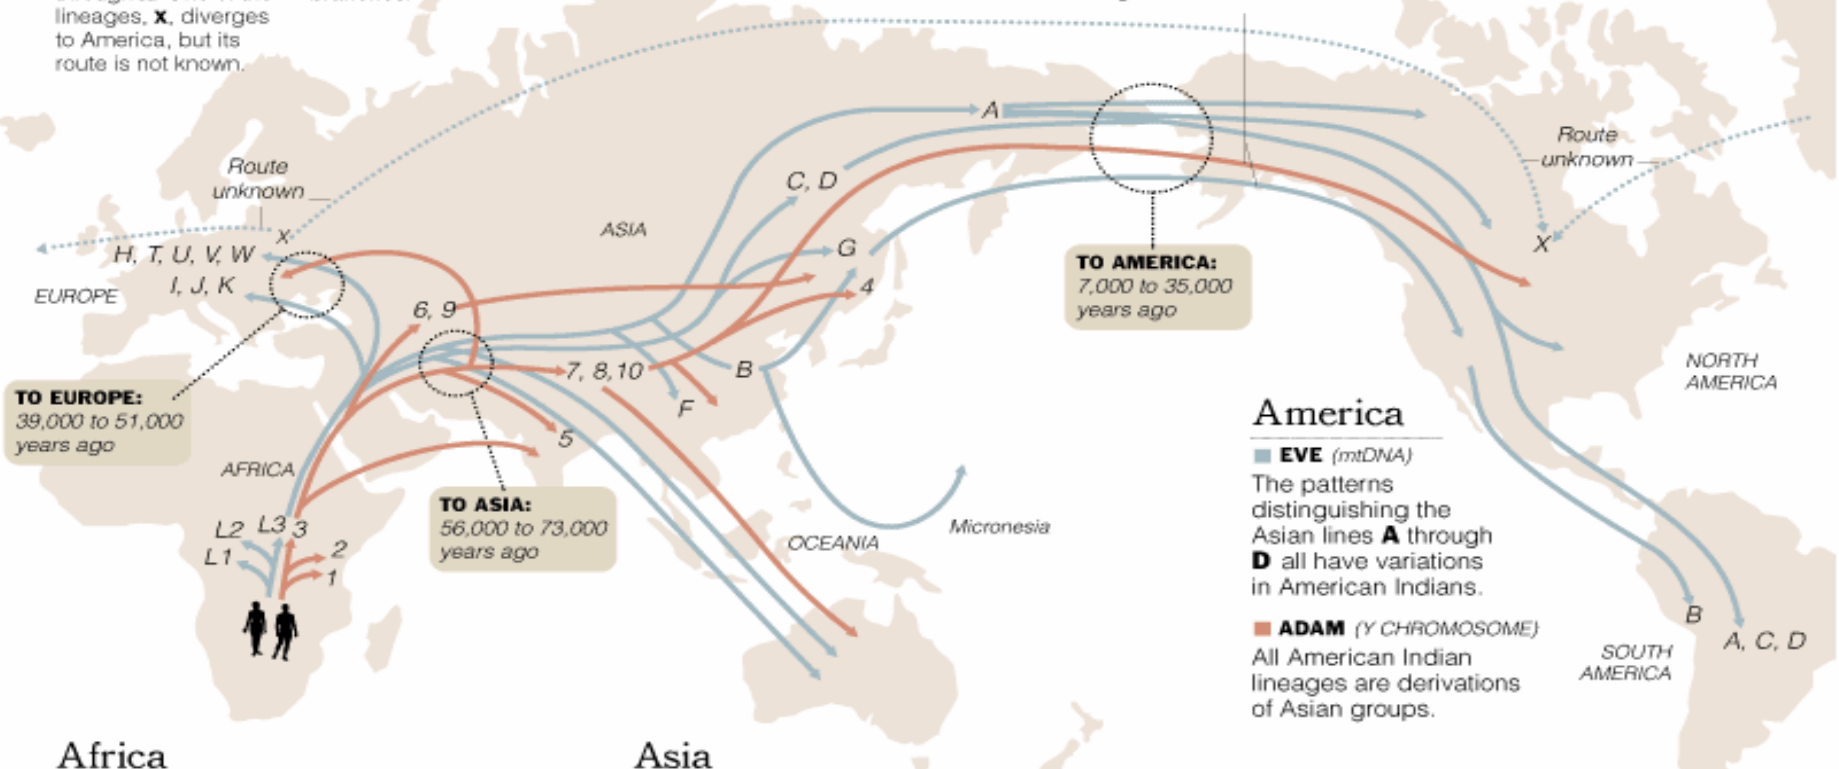 lineages, x, diverges
to America, but its
route is not known.
Route
unknown
X
H, T, U, V, W
I, J, K
EUROPE
6, 9
TO EUROPE:
39,000 to 51,000
years ago
AFRICA
L2
L3
3
L1
2
1
ASIA
A
C, D
G
4
7, 8,10
B
F
5
TO ASIA:
56,000 to 73,000
years ago
OCEANIA
Micronesia
TO AMERICA:
7,000 to 35,000
years ago
Route
unknown
X
NORTH
AMERICA
America
EVE (mtDNA)
The patterns
distinguishing the
Asian lines A through
D all have variations
in American Indians.
ADAM (Y CHROMOSOME)
All American Indian
lineages are derivations
of Asian groups.
B
A, C, D
SOUTH
AMERICA
Africa
Asia